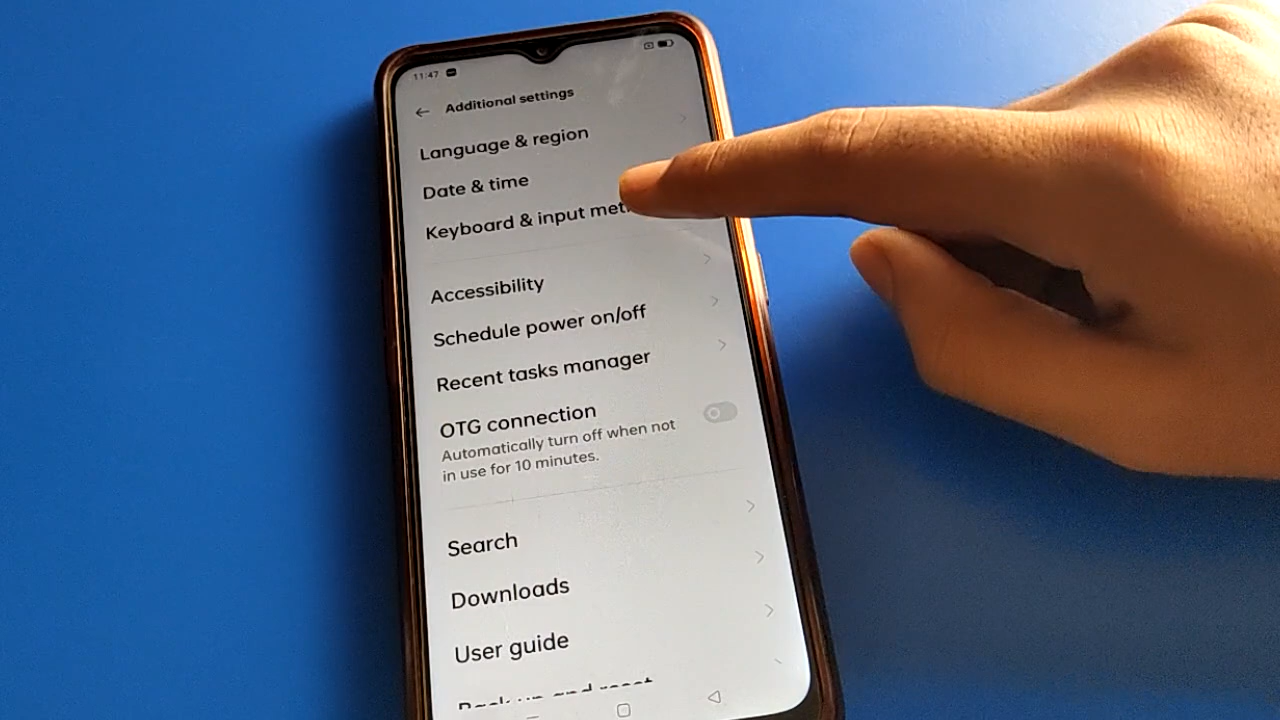 11:47
Additional settings
Language & region
Date & time
Keyboard & input
Accessibility
Schedule power on/off
Recent tasks manager
OTG connection
Automatically turn off when not
in use for 10 minutes.
Search
Downloads
User guide